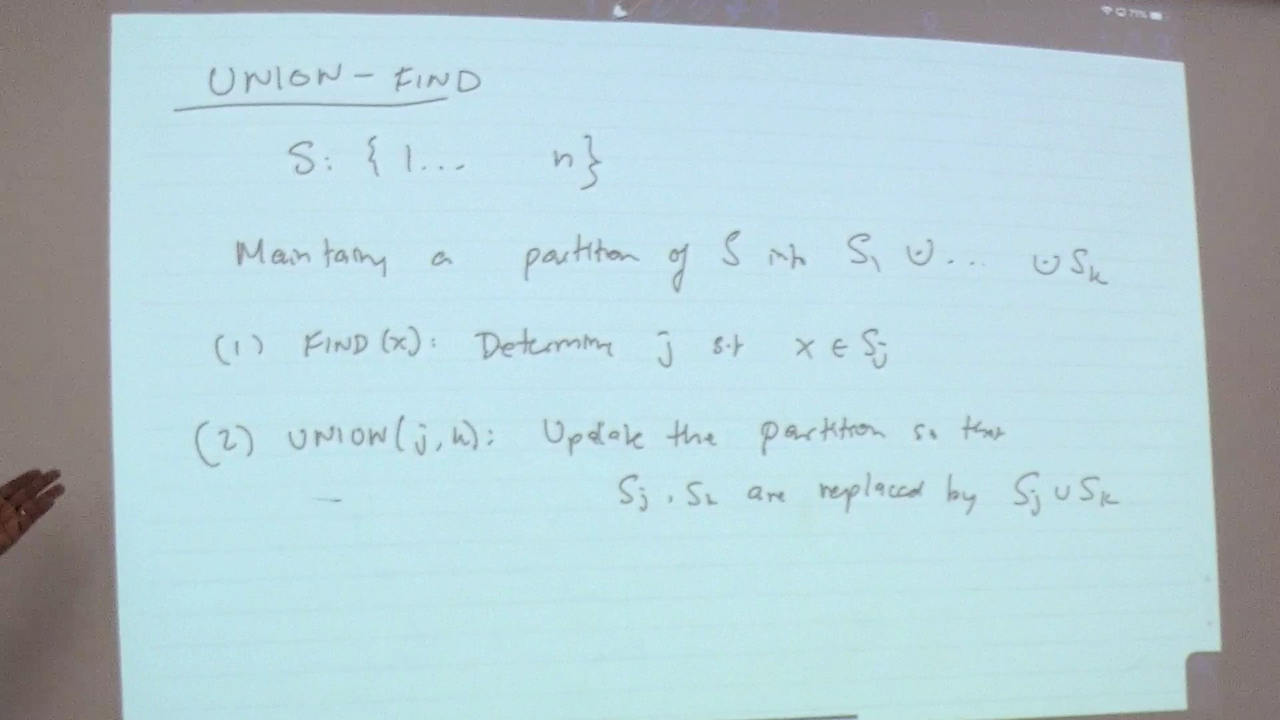 UNION - FIND
S: { 1... n}
Maintaing a partition of S into S₁ ⊍ ... ⊍ Sₖ
(1) FIND (x): Determine j s.t x ∈ Sⱼ
(2) UNION(j,k): Update the partition so that
Sⱼ, Sₖ are replaced by Sⱼ ∪ Sₖ